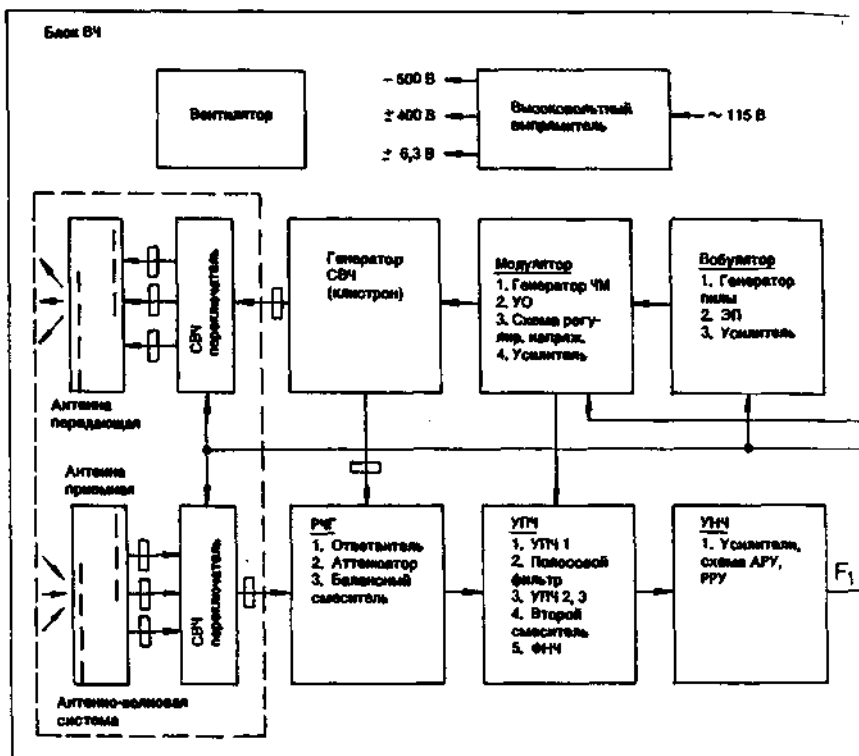 Блок ВЧ
Вентилятор
– 500 В
± 400 В
± 6,3 В
Высоковольтный
выпрямитель
~ 115 В
СВЧ
переключатель
Генератор
СВЧ
(клистрон)
Модулятор
1. Генератор ЧМ
2. УО
3. Схема регу-
лир. напряж.
4. Усилитель
Вобулятор
1. Генератор
пилы
2. ЭП
3. Усилитель
Антенна
передающая
Антенна
приемная
СВЧ
переключатель
РЧГ
1. Ответвитель
2. Аттенюатор
3. Балансный
смеситель
УПЧ
1. УПЧ 1
2. Полосовой
фильтр
3. УПЧ 2, 3
4. Второй
смеситель
5. ФНЧ
УНЧ
1. Усилители,
схема АРУ,
РРУ
F1
Антенно-волновая
система